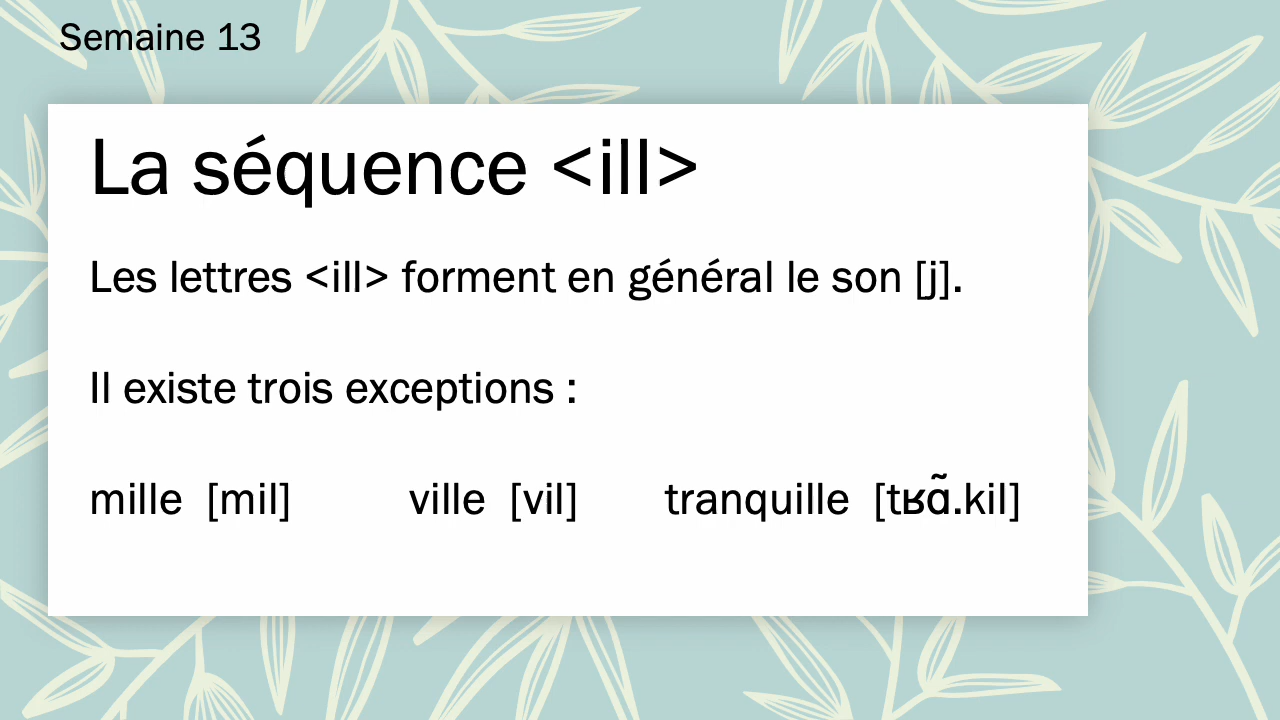 Semaine 13
La séquence <ill>
Les lettres <ill> forment en général le son [j].
Il existe trois exceptions :
mille [mil] ville [vil] tranquille [tʁɑ̃.kil]